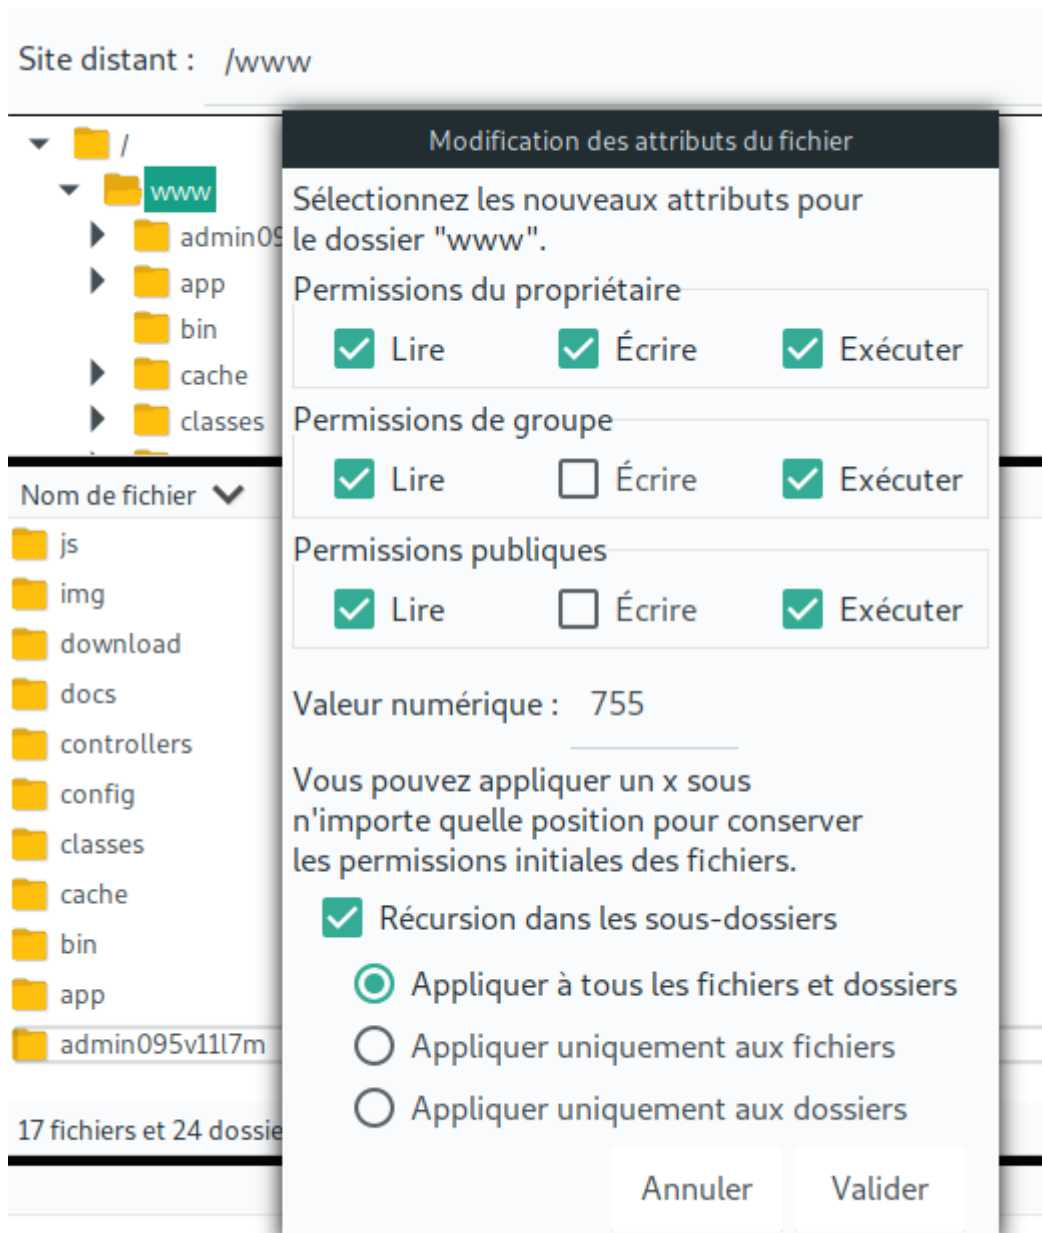 Site distant : /www
/
www
admin09
app
bin
cache
classes
Nom de fichier
js
img
download
docs
controllers
config
classes
cache
bin
app
admin095v11l7m
17 fichiers et 24 dossie
Modification des attributs du fichier
Sélectionnez les nouveaux attributs pour
le dossier "www".
Permissions du propriétaire
Lire Écrire Exécuter
Permissions de groupe
Lire Écrire Exécuter
Permissions publiques
Lire Écrire Exécuter
Valeur numérique : 755
Vous pouvez appliquer un x sous
n'importe quelle position pour conserver
les permissions initiales des fichiers.
Récursion dans les sous-dossiers
Appliquer à tous les fichiers et dossiers
Appliquer uniquement aux fichiers
Appliquer uniquement aux dossiers
Annuler Valider